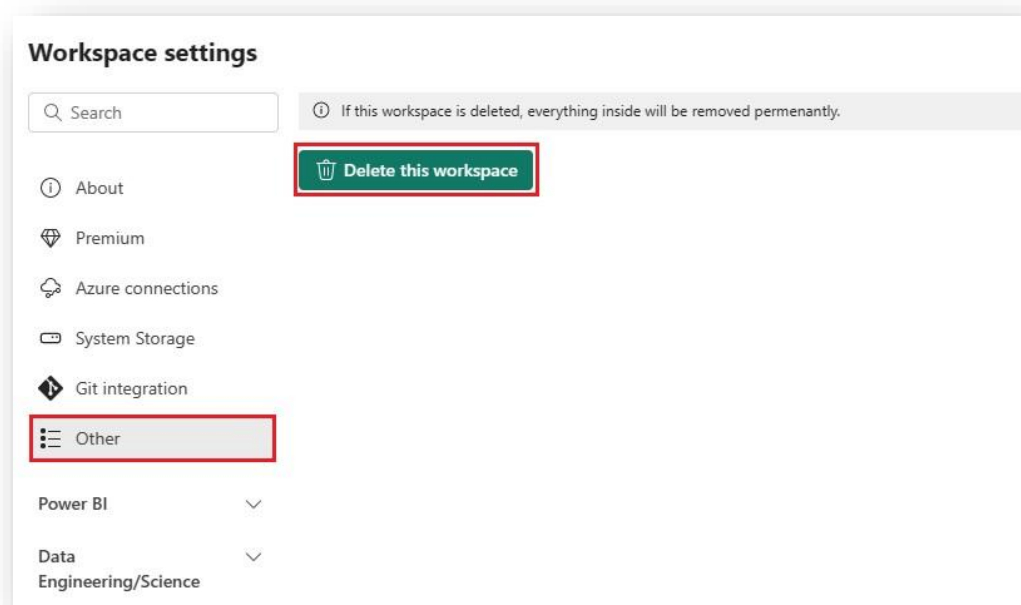 Workspace settings
Search
If this workspace is deleted, everything inside will be removed permenantly.
Delete this workspace
About
Premium
Azure connections
System Storage
Git integration
Other
Power BI
Data
Engineering/Science